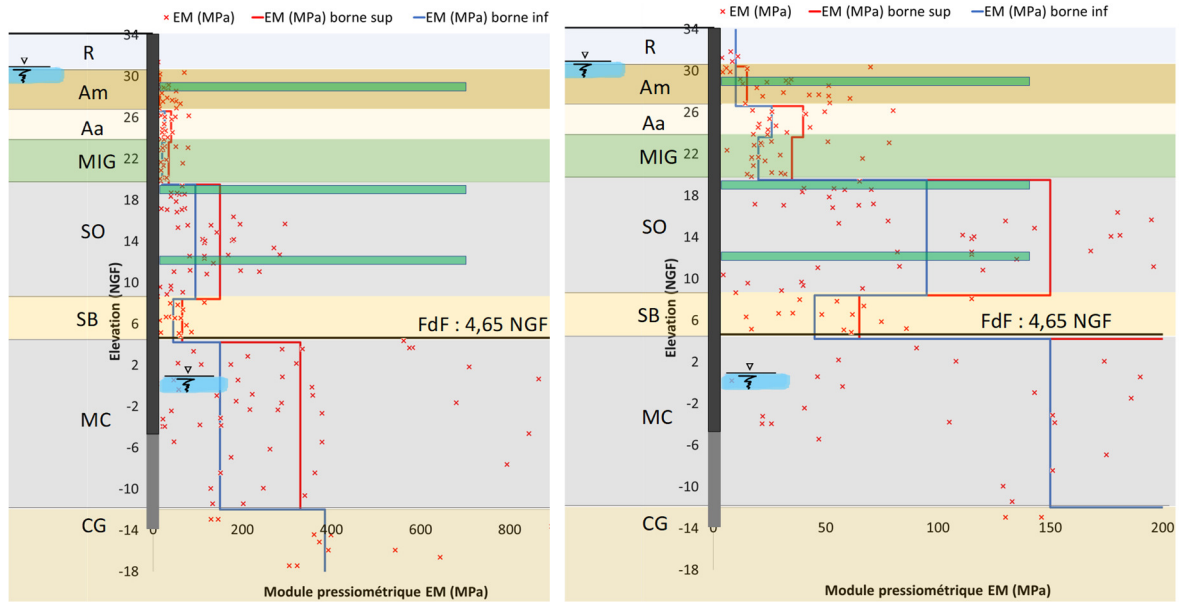 EM (MPa) EM (MPa) borne sup EM (MPa) borne inf
34
R
30
Am
26
Aa
MIG 22
18
SO
14
10
SB
6
FdF : 4,65 NGF
2
-2
MC
-6
-10
CG
-14
0 200 400 600 800
-18
Elevation (NGF)
Module pressiométrique EM (MPa)
EM (MPa) EM (MPa) borne sup EM (MPa) borne inf
34
R
30
Am
26
Aa
MIG 22
18
SO
14
10
SB
6
FdF : 4,65 NGF
2
-2
MC
-6
-10
CG
-14
0 50 100 150 200
-18
Elevation (NGF)
Module pressiométrique EM (MPa)